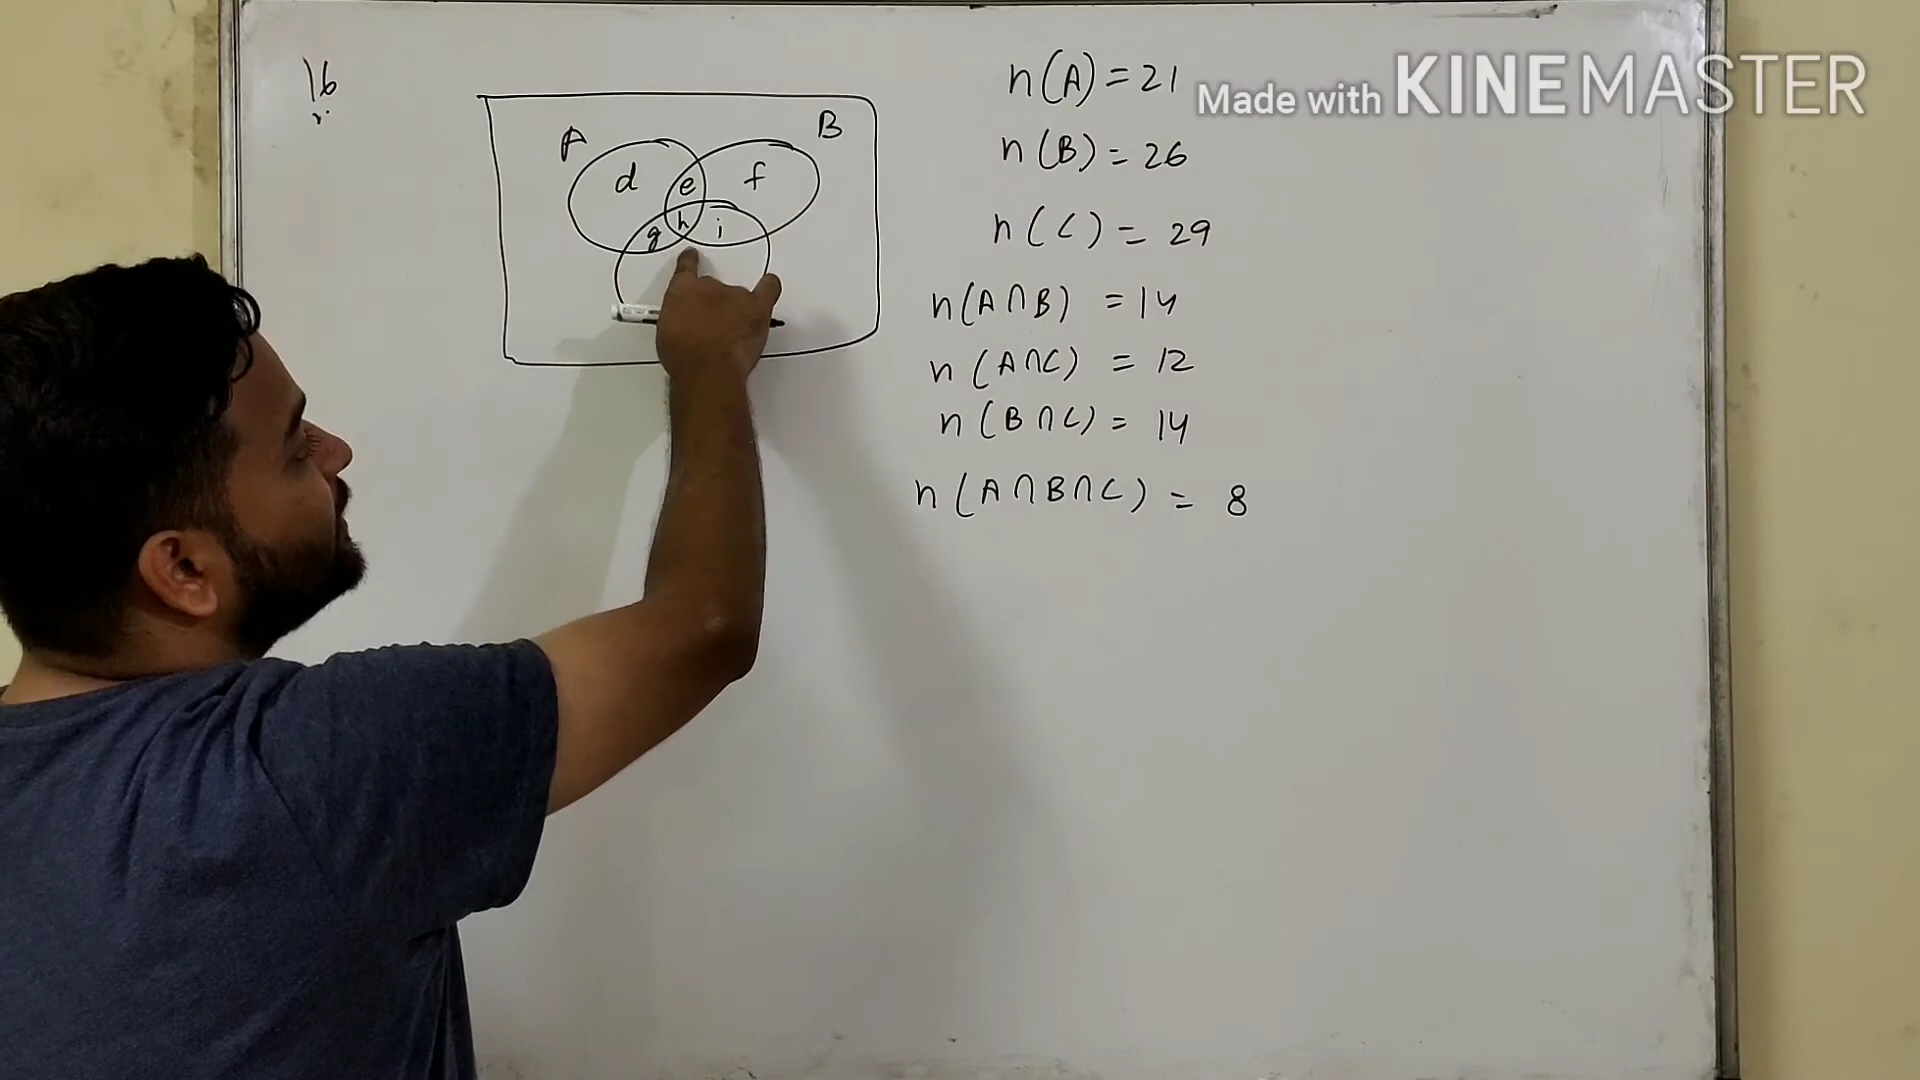 16
A
B
d
e
f
g
h
i
n(A) = 21
n(B) = 26
n(C) = 29
n(A∩B) = 14
n(A∩C) = 12
n(B∩C) = 14
n(A∩B∩C) = 8
Made with KINEMASTER